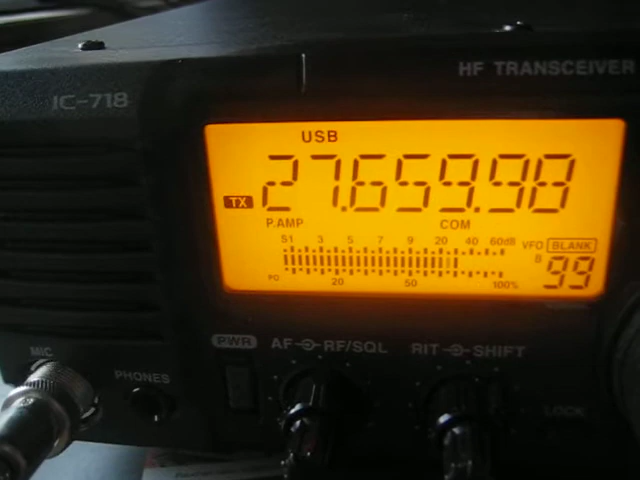 HF TRANSCEIVER
IC-718
USB
TX 27.659.98
P.AMP COM
S1 3 5 7 9 20 40 60dB VFO BLANK
B 99
PO 20 50 100%
PWR AF RF/SQL RIT SHIFT
MIC
PHONES
LOCK